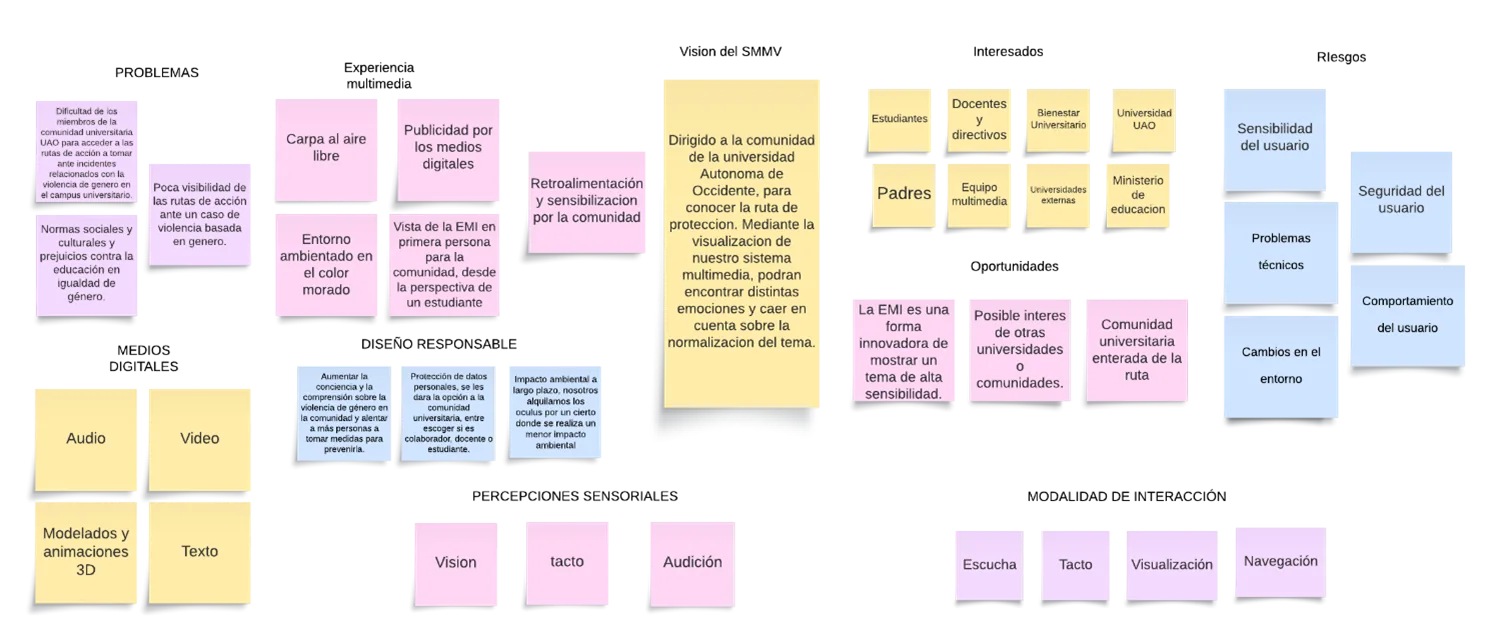 PROBLEMAS
Dificultad de los
miembros de la
comunidad universitaria
UAO para acceder a las
rutas de acción a tomar
ante incidentes
relacionados con la
violencia de genero en
el campus universitario.
Poca visibilidad de
las rutas de acción
ante un caso de
violencia basada
en genero.
Normas sociales y
culturales y
prejuicios contra la
educación en
igualdad de
género.
Experiencia
multimedia
Carpa al aire
libre
Publicidad por
los medios
digitales
Retroalimentación
y sensibilizacion
por la comunidad
Entorno
ambientado en
el color
morado
Vista de la EMI en
primera persona
para la
comunidad, desde
la perspectiva de
un estudiante
Vision del SMMV
Dirigido a la comunidad
de la universidad
Autonoma de
Occidente, para
conocer la ruta de
proteccion. Mediante la
visualizacion de
nuestro sistema
multimedia, podran
encontrar distintas
emociones y caer en
cuenta sobre la
normalizacion del tema.
Interesados
Estudiantes
Docentes
y
directivos
Bienestar
Universitario
Universidad
UAO
Padres
Equipo
multimedia
Universidades
externas
Ministerio
de
educacion
Oportunidades
La EMI es una
forma
innovadora de
mostrar un
tema de alta
sensibilidad.
Posible interes
de otras
universidades
o
comunidades.
Comunidad
universitaria
enterada de la
ruta
RIesgos
Sensibilidad
del usuario
Seguridad del
usuario
Problemas
técnicos
Comportamiento
del usuario
Cambios en el
entorno
MEDIOS
DIGITALES
Audio
Video
Modelados y
animaciones
3D
Texto
DISEÑO RESPONSABLE
Aumentar la
conciencia y la
comprensión sobre la
violencia de género en
la comunidad y alentar
a más personas a
tomar medidas para
prevenirla.
Protección de datos
personales, se les
dara la opción a la
comunidad
universitaria, entre
escoger si es
colaborador, docente o
estudiante.
Impacto ambiental a
largo plazo, nosotros
alquilamos los
oculus por un cierto
donde se realiza un
menor impacto
ambiental
PERCEPCIONES SENSORIALES
Vision
tacto
Audición
MODALIDAD DE INTERACCIÓN
Escucha
Tacto
Visualización
Navegación